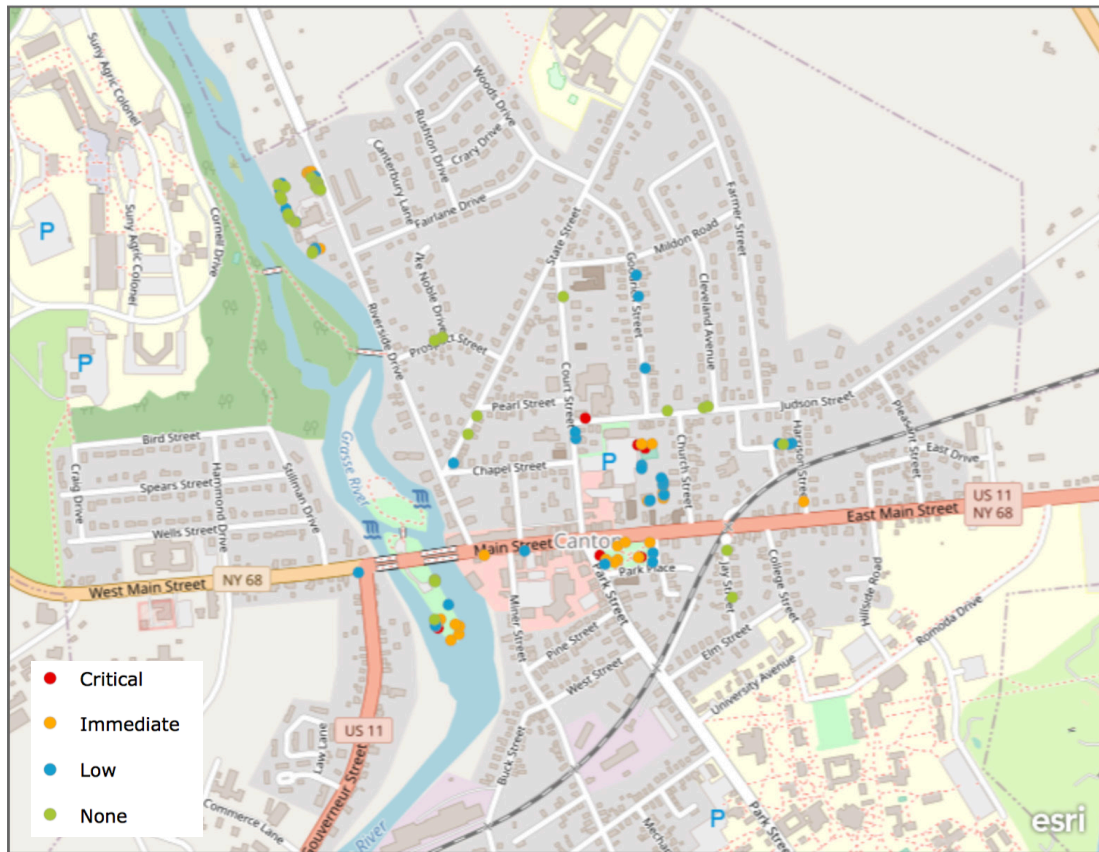 Suny Agric Colonel
Suny Agric Colonel
Cornell Drive
P
P
Woods Drive
Rushton Drive
Crary Drive
Canterbury Lane
Fairlane Drive
State Street
Farmer Street
Mildon Road
Goodrich Street
Cleveland Avenue
Noble Drive
Riverside Drive
Prospect Street
Court Street
Pearl Street
Judson Street
Pleasant Street
East Drive
Harrison Street
Bird Street
Grasse River
Craig Drive
Spears Street
Hammond Drive
Stillman Drive
Wells Street
Chapel Street
P
Church Street
US 11
NY 68
East Main Street
Main Street
Canton
Park Place
West Main Street
NY 68
Park Street
Jay Street
College Street
Hillside Road
Romoda Drive
Miner Street
Pine Street
West Street
Elm Street
University Avenue
US 11
Law Lane
Gouverneur Street
Commerce Lane
River
Buck Street
P
Park Street
Critical
Immediate
Low
None
esri